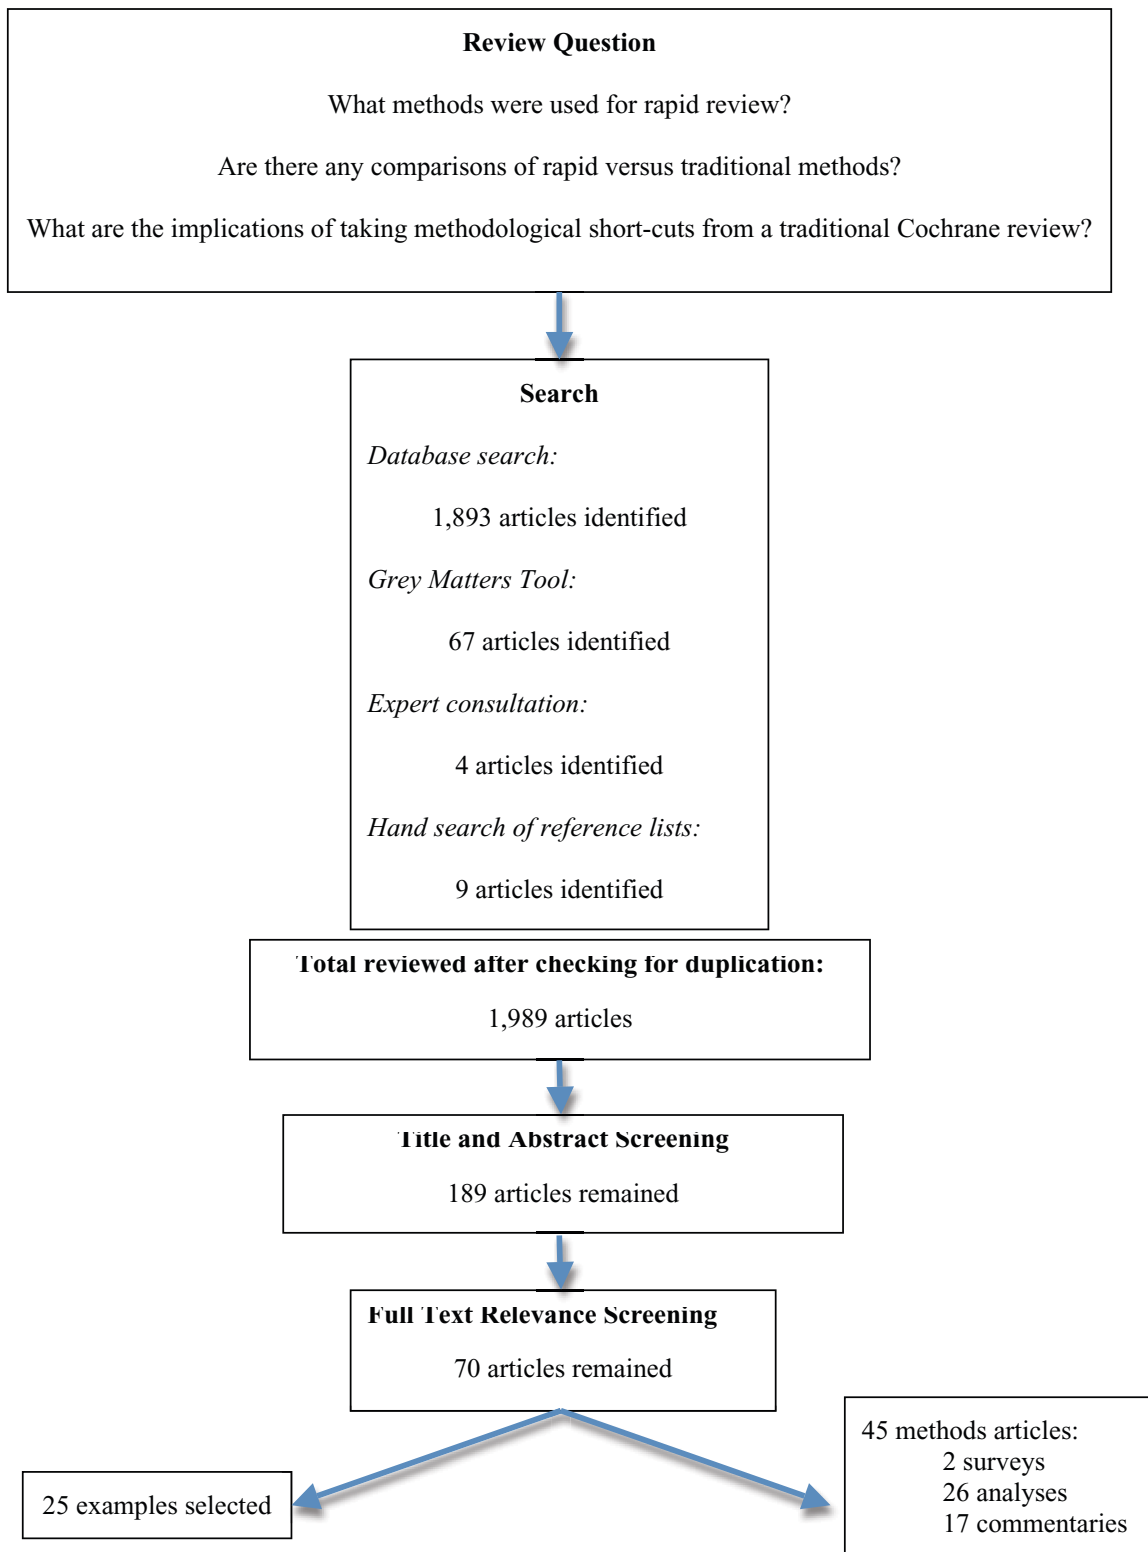 Review Question
What methods were used for rapid review?
Are there any comparisons of rapid versus traditional methods?
What are the implications of taking methodological short-cuts from a traditional Cochrane review?
Search
Database search:
1,893 articles identified
Grey Matters Tool:
67 articles identified
Expert consultation:
4 articles identified
Hand search of reference lists:
9 articles identified
Total reviewed after checking for duplication:
1,989 articles
Title and Abstract Screening
189 articles remained
Full Text Relevance Screening
70 articles remained
25 examples selected
45 methods articles:
2 surveys
26 analyses
17 commentaries